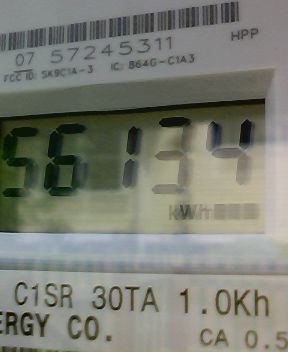 07 57245311
HPP
FCC ID: SK9C1A-3 IC: 864G-C1A3
56134
kWh
C1SR 30TA 1.0Kh
ERGY CO.
CA 0.5